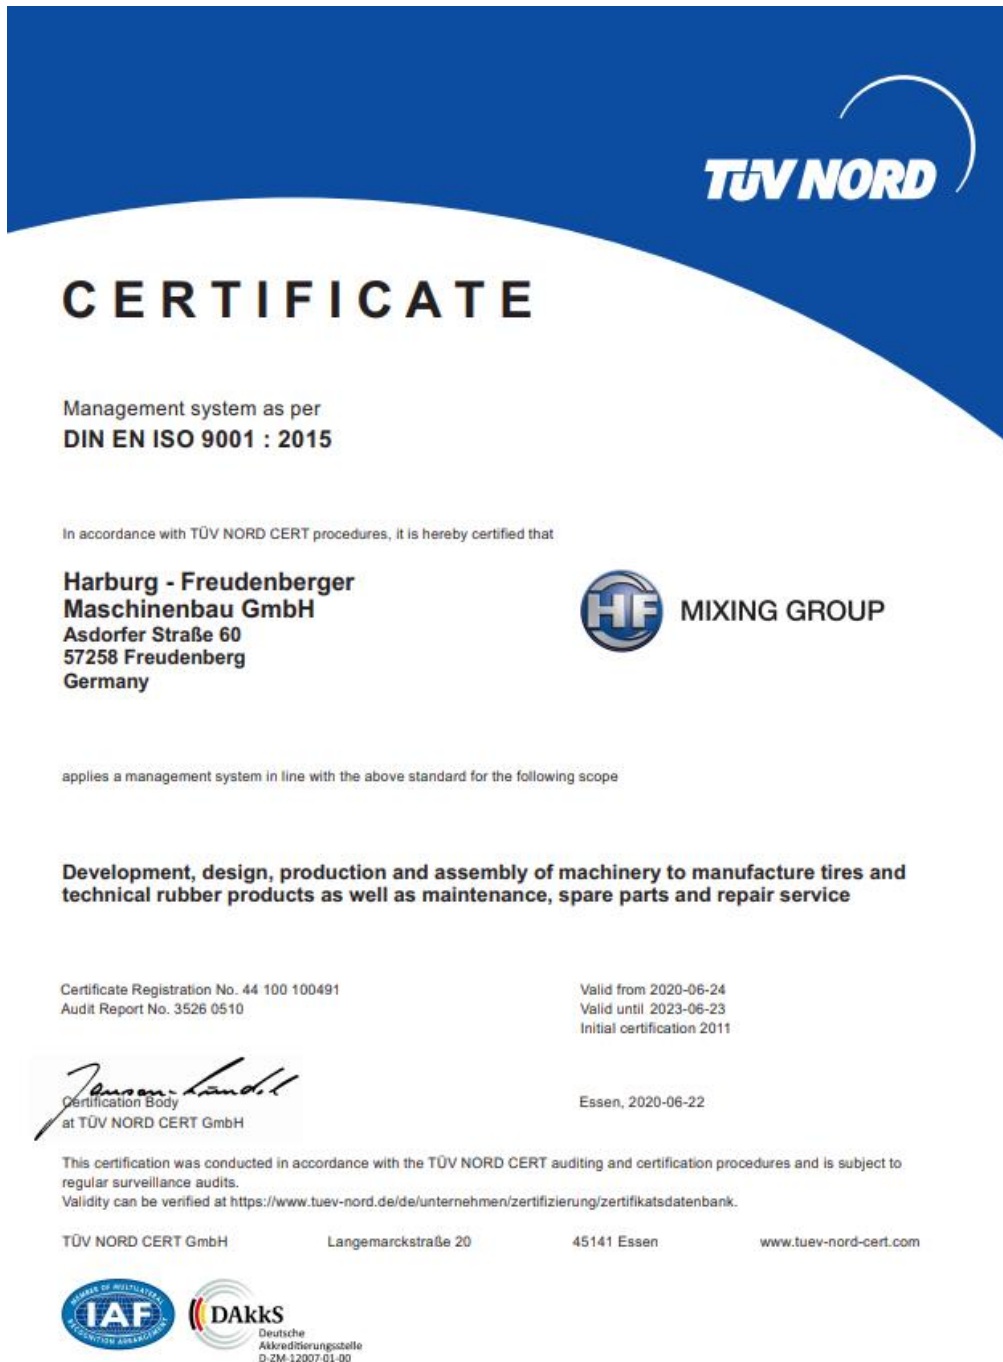 TÜV NORD
CERTIFICATE
Management system as per
DIN EN ISO 9001 : 2015
In accordance with TÜV NORD CERT procedures, it is hereby certified that
Harburg - Freudenberger
Maschinenbau GmbH
Asdorfer Straße 60
57258 Freudenberg
Germany
HF MIXING GROUP
applies a management system in line with the above standard for the following scope
Development, design, production and assembly of machinery to manufacture tires and
technical rubber products as well as maintenance, spare parts and repair service
Certificate Registration No. 44 100 100491
Audit Report No. 3526 0510
Valid from 2020-06-24
Valid until 2023-06-23
Initial certification 2011
Certification Body
at TÜV NORD CERT GmbH
Essen, 2020-06-22
This certification was conducted in accordance with the TÜV NORD CERT auditing and certification procedures and is subject to
regular surveillance audits.
Validity can be verified at https://www.tuev-nord.de/de/unternehmen/zertifizierung/zertifikatsdatenbank.
TÜV NORD CERT GmbH Langemarckstraße 20 45141 Essen www.tuev-nord-cert.com
MEMBER OF MULTILATERAL
IAF
RECOGNITION ARRANGEMENT
DAkkS
Deutsche
Akkreditierungsstelle
D-ZM-12007-01-00